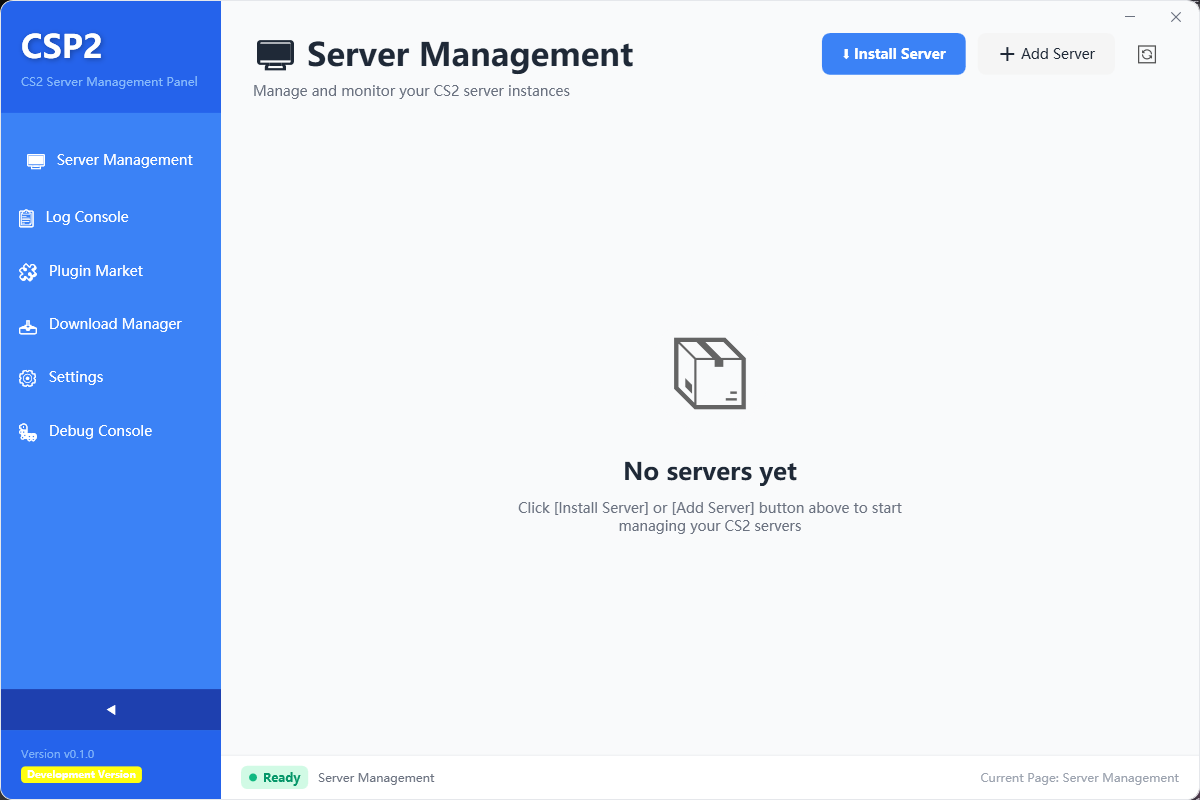 CSP2
CS2 Server Management Panel
Server Management
Log Console
Plugin Market
Download Manager
Settings
Debug Console
Version v0.1.0
Development Version
Server Management
Manage and monitor your CS2 server instances
Install Server
Add Server
No servers yet
Click [Install Server] or [Add Server] button above to start
managing your CS2 servers
Ready
Server Management
Current Page: Server Management